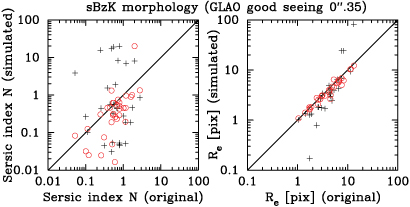 sBzK morphology (GLAO good seeing 0".35)
Sersic index N (simulated)
100
10
1
0.1
0.01
0.01 0.1 1 10 100
Sersic index N (original)
Re [pix] (simulated)
100
10
1
0.1
0.1 1 10 100
Re [pix] (original)